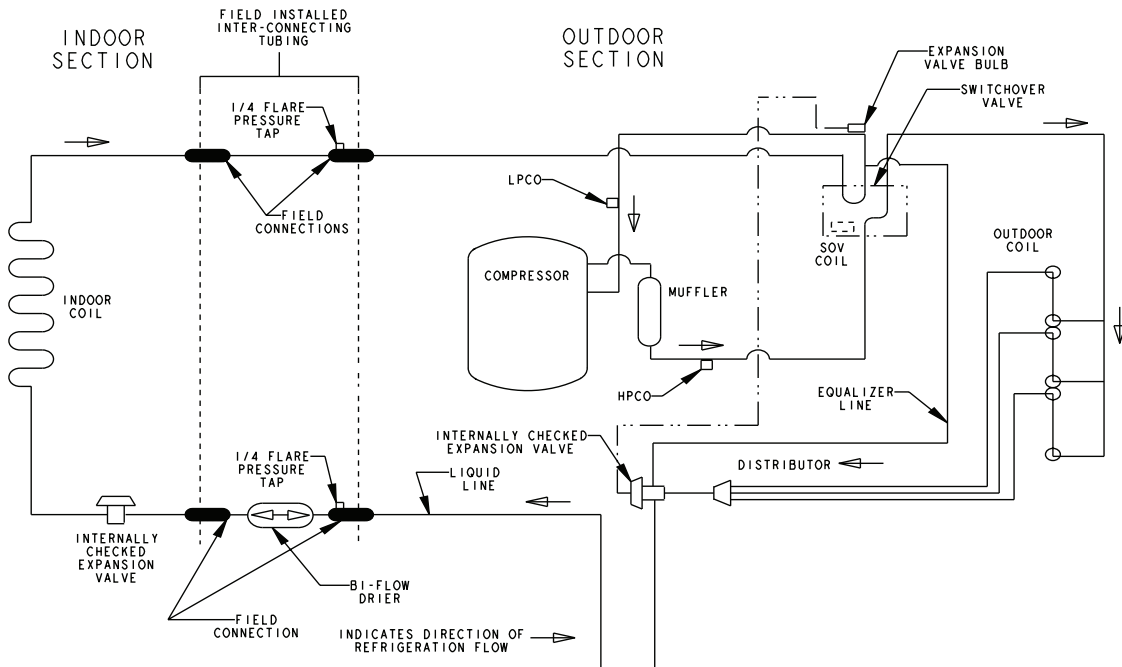 INDOOR
SECTION
FIELD INSTALLED
INTER-CONNECTING
TUBING
OUTDOOR
SECTION
EXPANSION
VALVE BULB
SWITCHOVER
VALVE
1/4 FLARE
PRESSURE
TAP
LPCO
FIELD
CONNECTIONS
SOV
COIL
OUTDOOR
COIL
COMPRESSOR
MUFFLER
INDOOR
COIL
HPCO
EQUALIZER
LINE
INTERNALLY CHECKED
EXPANSION VALVE
1/4 FLARE
PRESSURE
TAP
LIQUID
LINE
DISTRIBUTOR
INTERNALLY
CHECKED
EXPANSION
VALVE
BI-FLOW
DRIER
FIELD
CONNECTION
INDICATES DIRECTION OF
REFRIGERATION FLOW